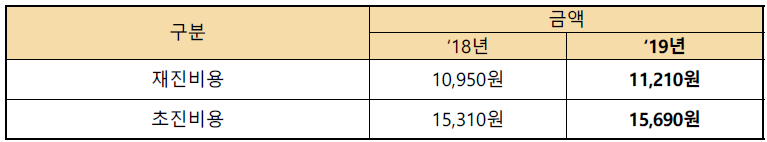 구분 금액
‘18년 ‘19년
재진비용 10,950원 11,210원
초진비용 15,310원 15,690원